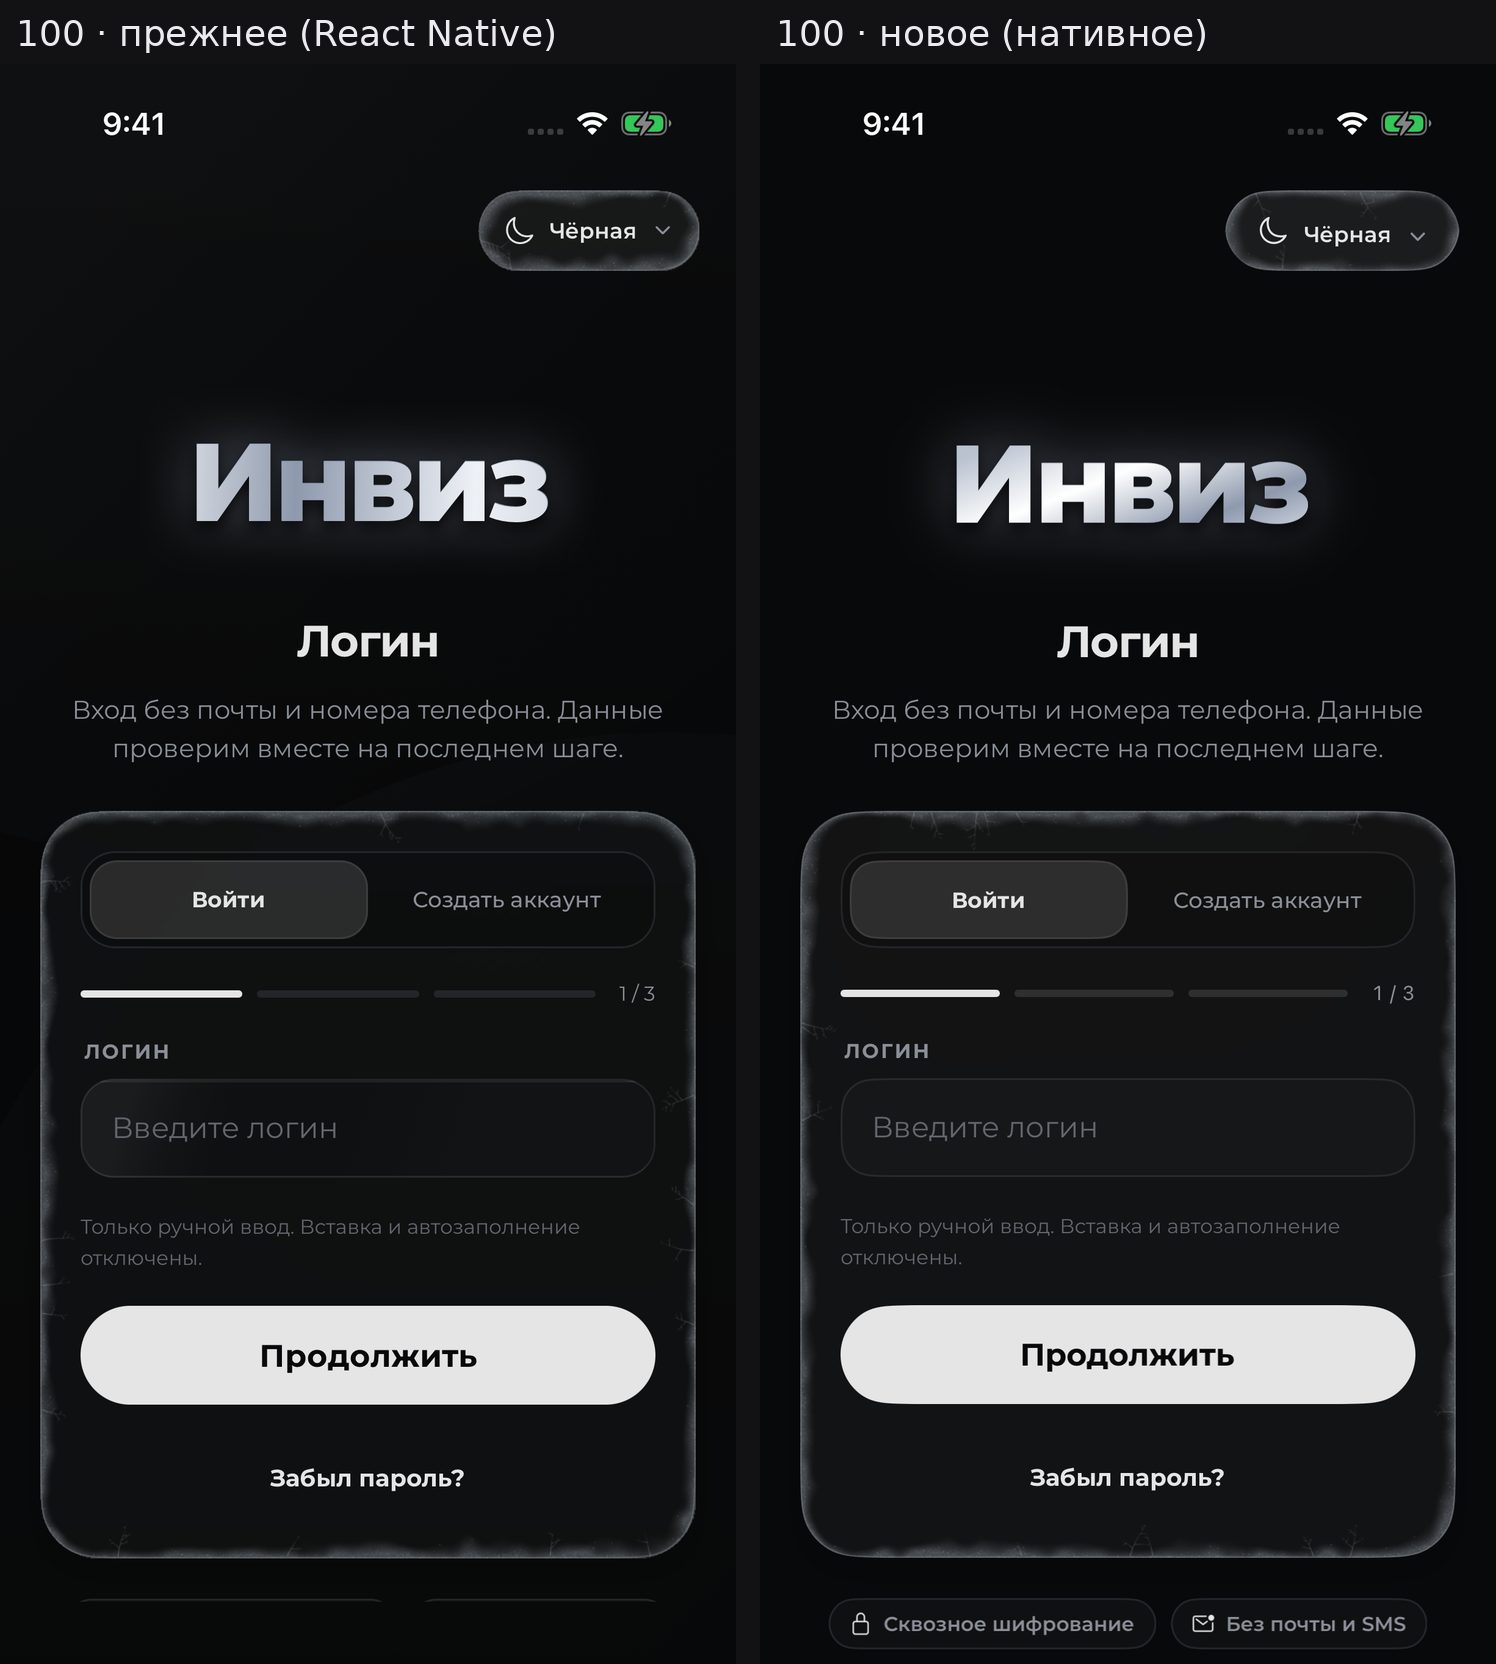 100 · прежнее (React Native)
9:41
Чёрная
Инвиз
Логин
Вход без почты и номера телефона. Данные
проверим вместе на последнем шаге.
Войти
Создать аккаунт
1 / 3
ЛОГИН
Введите логин
Только ручной ввод. Вставка и автозаполнение
отключены.
Продолжить
Забыл пароль?
100 · новое (нативное)
9:41
Чёрная
Инвиз
Логин
Вход без почты и номера телефона. Данные
проверим вместе на последнем шаге.
Войти
Создать аккаунт
1 / 3
ЛОГИН
Введите логин
Только ручной ввод. Вставка и автозаполнение
отключены.
Продолжить
Забыл пароль?
Сквозное шифрование
Без почты и SMS